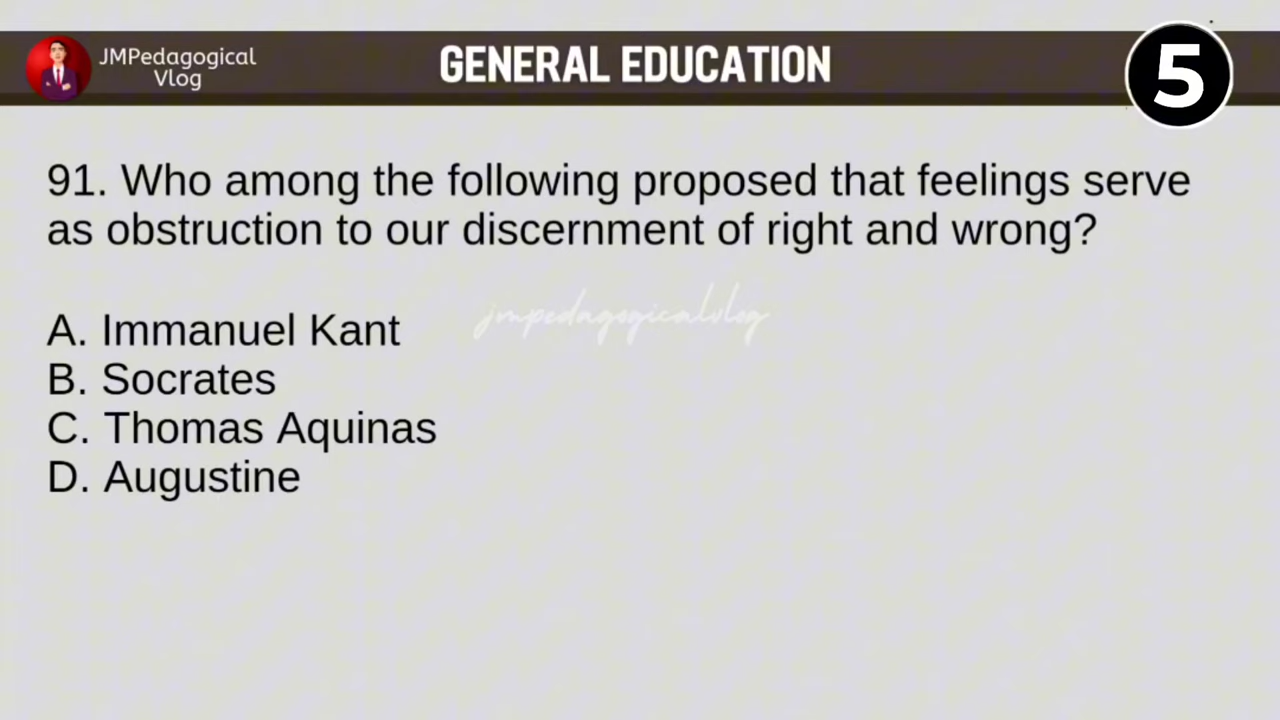 JMPedagogical
Vlog
GENERAL EDUCATION
5
91. Who among the following proposed that feelings serve
as obstruction to our discernment of right and wrong?
jmpedagogicalvlog
A. Immanuel Kant
B. Socrates
C. Thomas Aquinas
D. Augustine